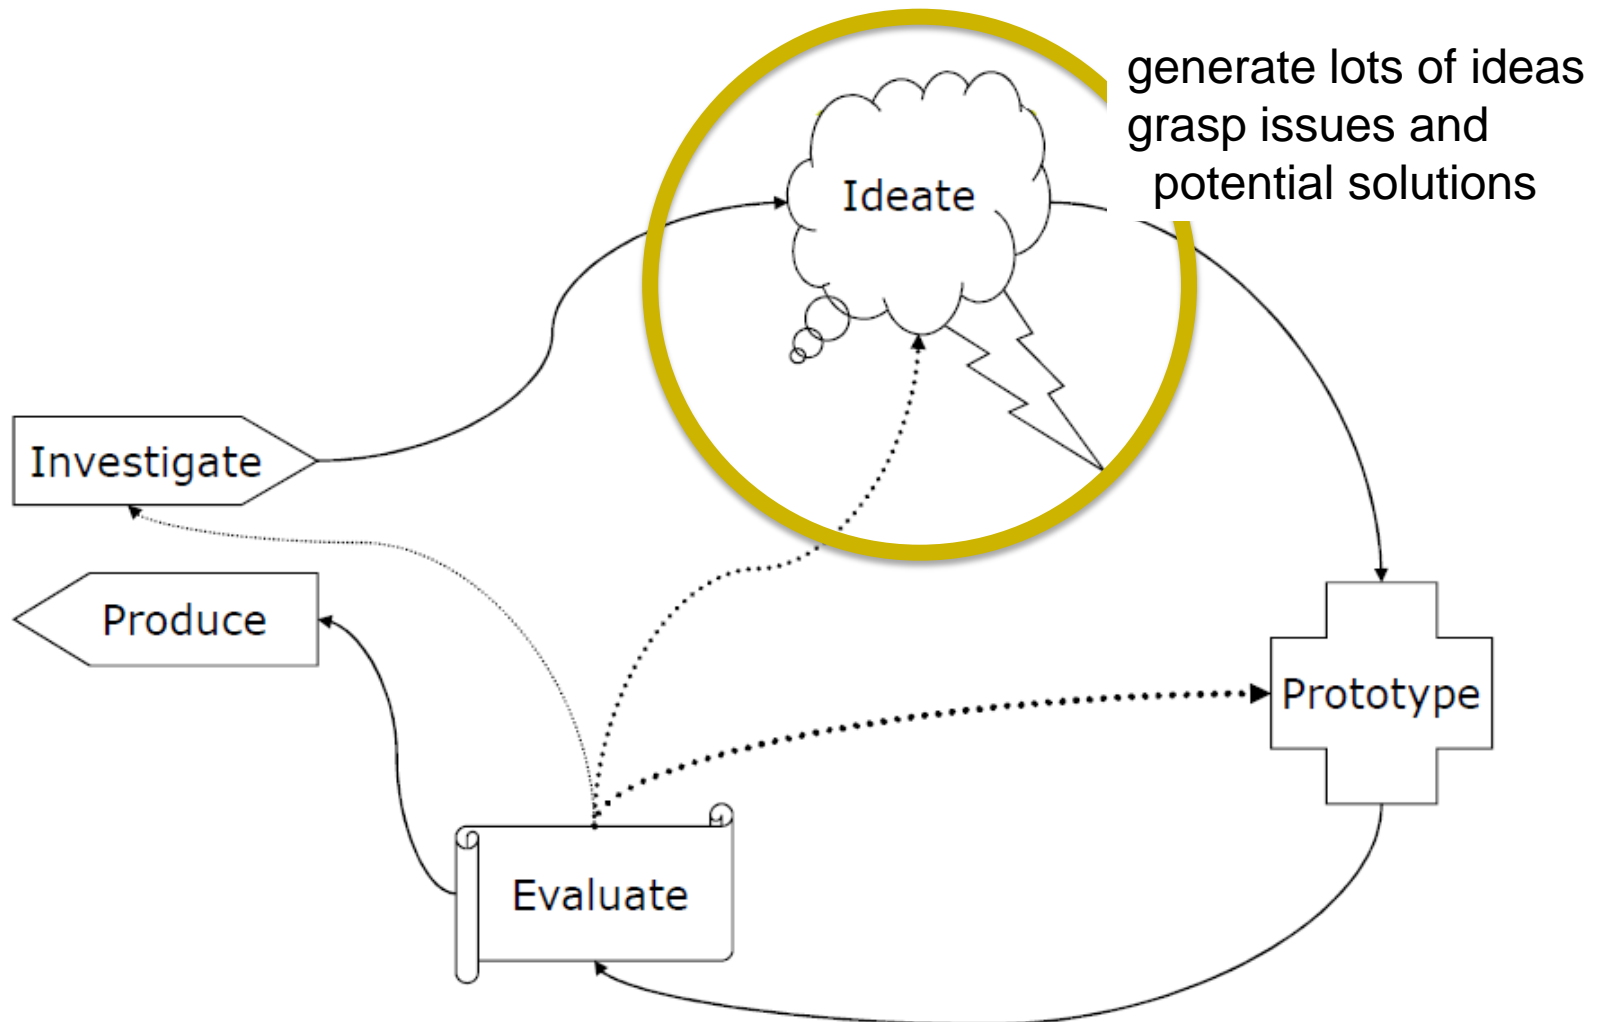 generate lots of ideas
grasp issues and
potential solutions
Ideate
Investigate
Produce
Prototype
Evaluate